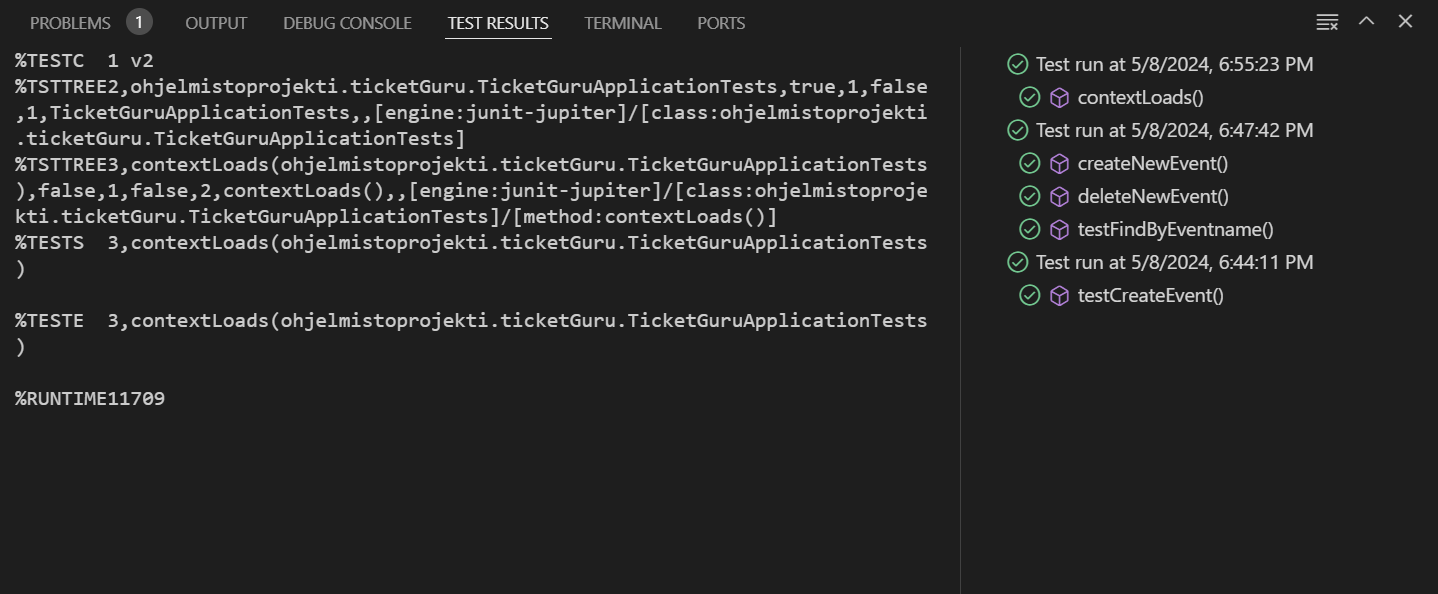 PROBLEMS 1 OUTPUT DEBUG CONSOLE TEST RESULTS TERMINAL PORTS
%TESTC  1 v2
%TSTTREE2,ohjelmistoprojekti.ticketGuru.TicketGuruApplicationTests,true,1,false
,1,TicketGuruApplicationTests,,[engine:junit-jupiter]/[class:ohjelmistoprojekti
.ticketGuru.TicketGuruApplicationTests]
%TSTTREE3,contextLoads(ohjelmistoprojekti.ticketGuru.TicketGuruApplicationTests
),false,1,false,2,contextLoads(),,[engine:junit-jupiter]/[class:ohjelmistoproje
kti.ticketGuru.TicketGuruApplicationTests]/[method:contextLoads()]
%TESTS  3,contextLoads(ohjelmistoprojekti.ticketGuru.TicketGuruApplicationTests
)
%TESTE  3,contextLoads(ohjelmistoprojekti.ticketGuru.TicketGuruApplicationTests
)
%RUNTIME11709
Test run at 5/8/2024, 6:55:23 PM
contextLoads()
Test run at 5/8/2024, 6:47:42 PM
createNewEvent()
deleteNewEvent()
testFindByEventname()
Test run at 5/8/2024, 6:44:11 PM
testCreateEvent()